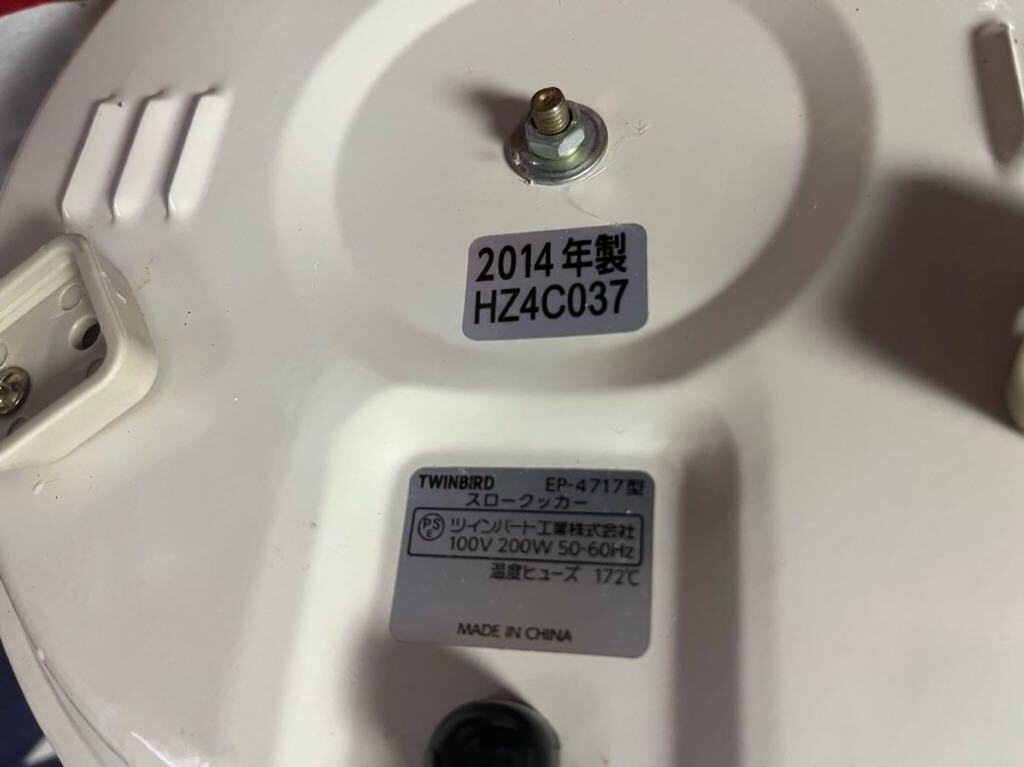 2014年製
HZ4C037
TWINBIRD EP-4717型
スロークッカー
PSE ツインバード工業株式会社
100V 200W 50-60Hz
温度ヒューズ 172℃
MADE IN CHINA